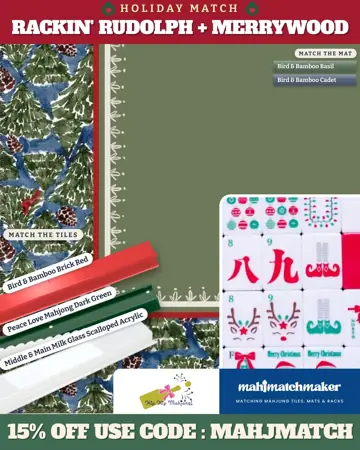 HOLIDAY MATCH
RACKIN' RUDOLPH + MERRYWOOD
MATCH THE MAT
Bird & Bamboo Basil
Bird & Bamboo Cadet
MATCH THE TILES
Bird & Bamboo Brick Red
Peace Love Mahjong Dark Green
Middle & Main Milk Glass Scalloped Acrylic
8
9
八
九
8
9
F
Merry Christmas
Merry Christmas
mahjmatchmaker
MATCHING MAHJONG TILES, MATS & RACKS
15% OFF USE CODE : MAHJMATCH